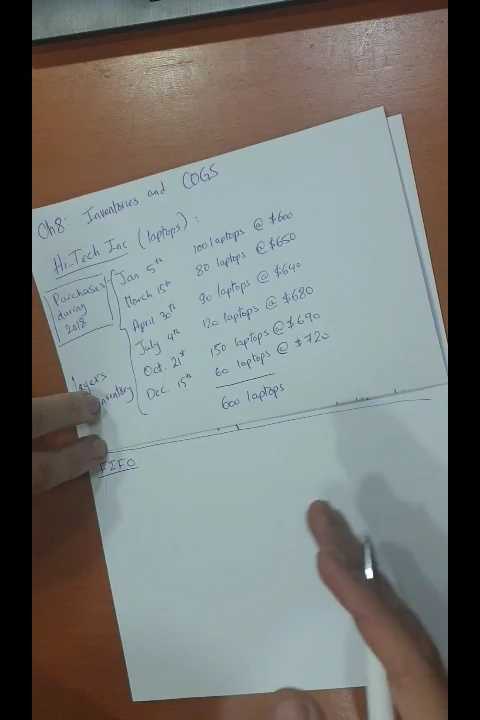 Ch8: Inventories and COGS
Hi-Tech Inc (laptops):
Purchases during 2018
Jan 5th 100 laptops @ $600
March 15th 80 laptops @ $650
April 30th 90 laptops @ $640
July 4th 120 laptops @ $680
Oct. 21st 150 laptops @ $690
Dec. 15th 60 laptops @ $720
600 laptops
layers
inventory
FIFO